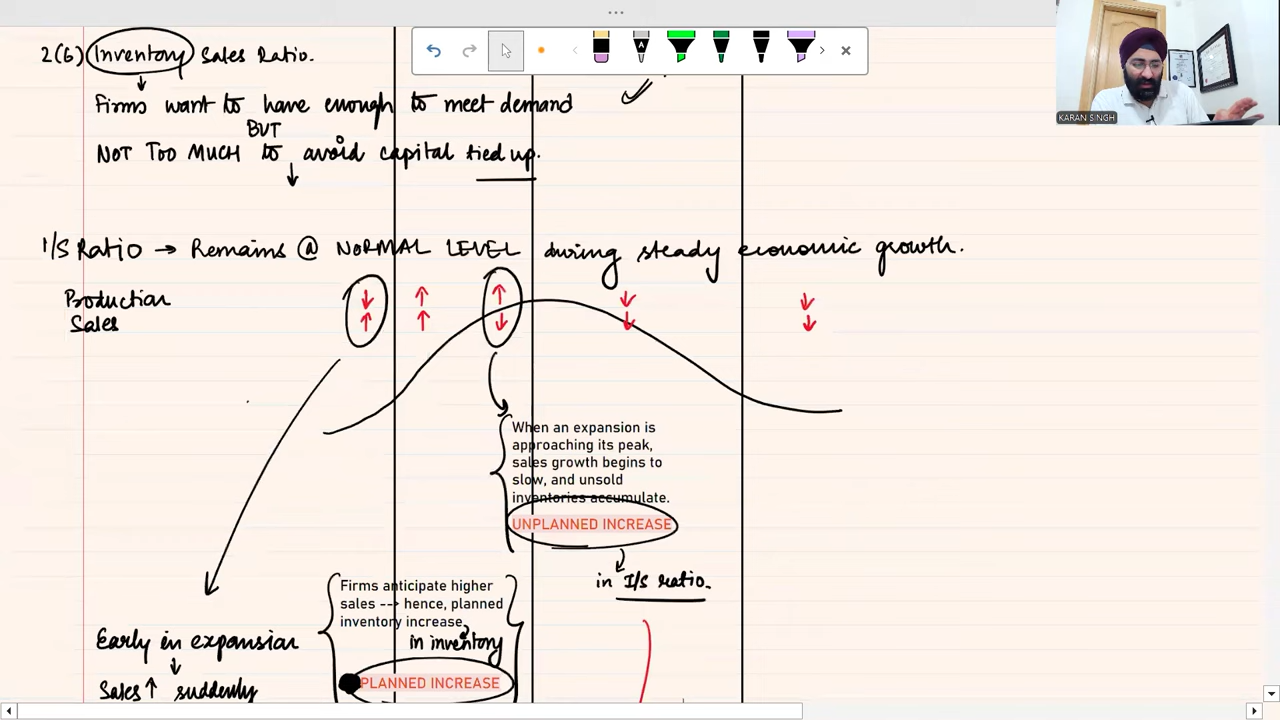 2(6) Inventory Sales Ratio.
Firms want to have enough to meet demand
BUT
NOT TOO MUCH to avoid capital tied up.
I/S Ratio → Remains @ NORMAL LEVEL during steady economic growth.
Production ↓ ↑ ↑ ↓ ↓
Sales ↑ ↑ ↓ ↓ ↓
When an expansion is
approaching its peak,
sales growth begins to
slow, and unsold
inventories accumulate.
UNPLANNED INCREASE
in I/S ratio.
Firms anticipate higher
sales --> hence, planned
inventory increase
in inventory
PLANNED INCREASE
Early in expansion
Sales ↑ suddenly
KARAN SINGH